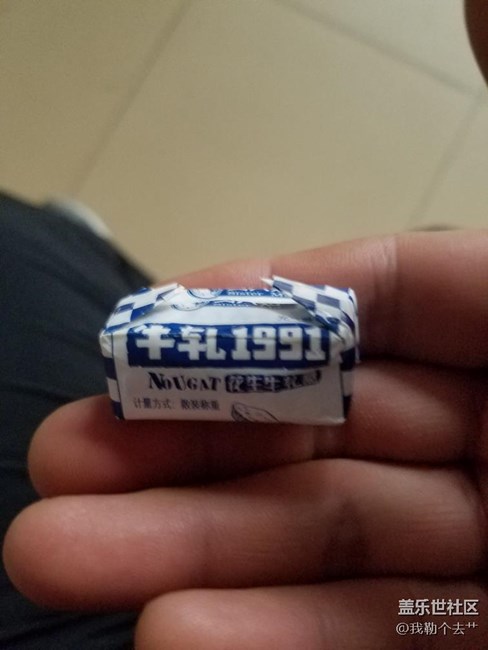 牛轧1991
NOUGAT 花生牛轧糖
计量方式：散装称重
盖乐世社区
@我勒个去艹